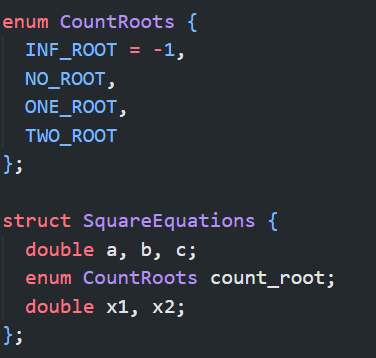 enum CountRoots {
  INF_ROOT = -1,
  NO_ROOT,
  ONE_ROOT,
  TWO_ROOT
};

struct SquareEquations {
  double a, b, c;
  enum CountRoots count_root;
  double x1, x2;
};